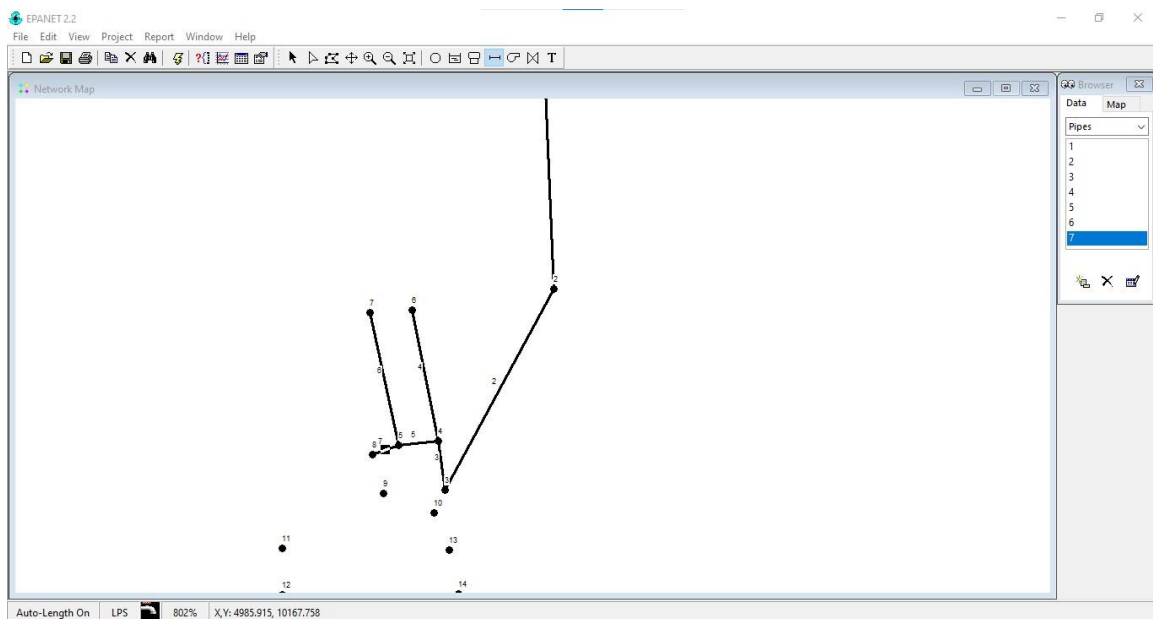 EPANET 2.2
File Edit View Project Report Window Help
T
Network Map
Browser
Data Map
Pipes
1
2
3
4
5
6
7
2
7 6
6 4 2
5 5 4
8 7
3
3
9
10
11
13
12
14
Auto-Length On LPS 802% X,Y: 4985.915, 10167.758